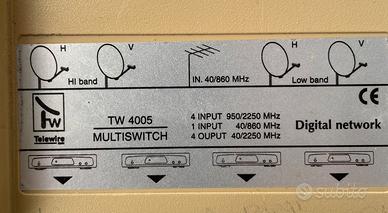 H
V
H
V
HI band
IN. 40/860 MHz
Low band
TW
Telewire
TW 4005
MULTISWITCH
4 INPUT 950/2250 MHz
1 INPUT 40/860 MHz
4 OUPUT 40/2250 MHz
CE
Digital network
subito